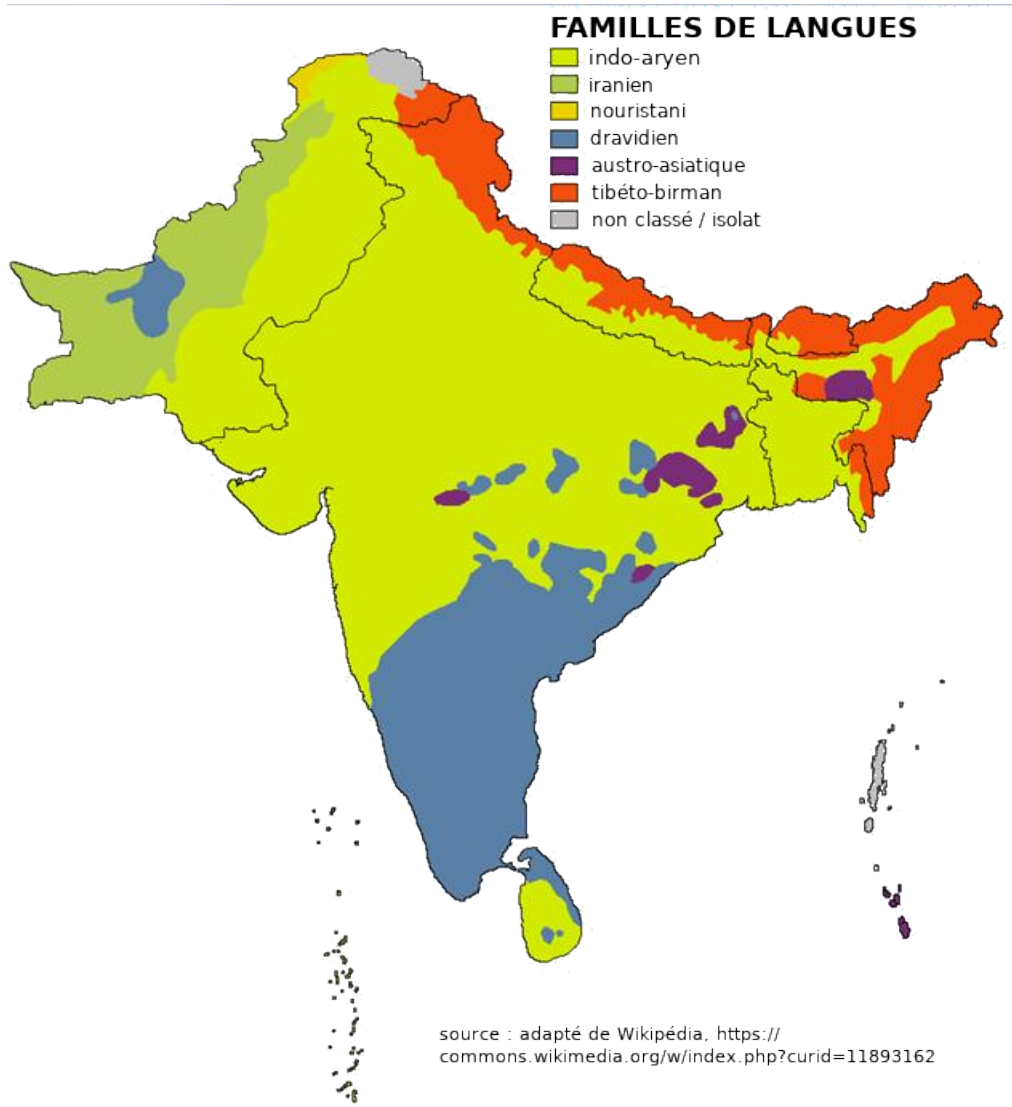 FAMILLES DE LANGUES
indo-aryen
iranien
nouristani
dravidien
austro-asiatique
tibéto-birman
non classé / isolat
source : adapté de Wikipédia, https://
commons.wikimedia.org/w/index.php?curid=11893162